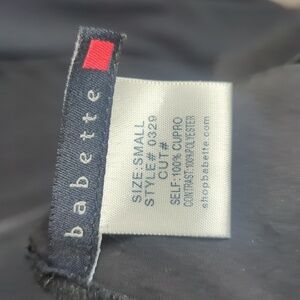 babette
SIZE:SMALL
STYLE# 0329
CUT#
SELF:100% CUPRO
CONTRAST:100%POLYESTER
shopbabette.com